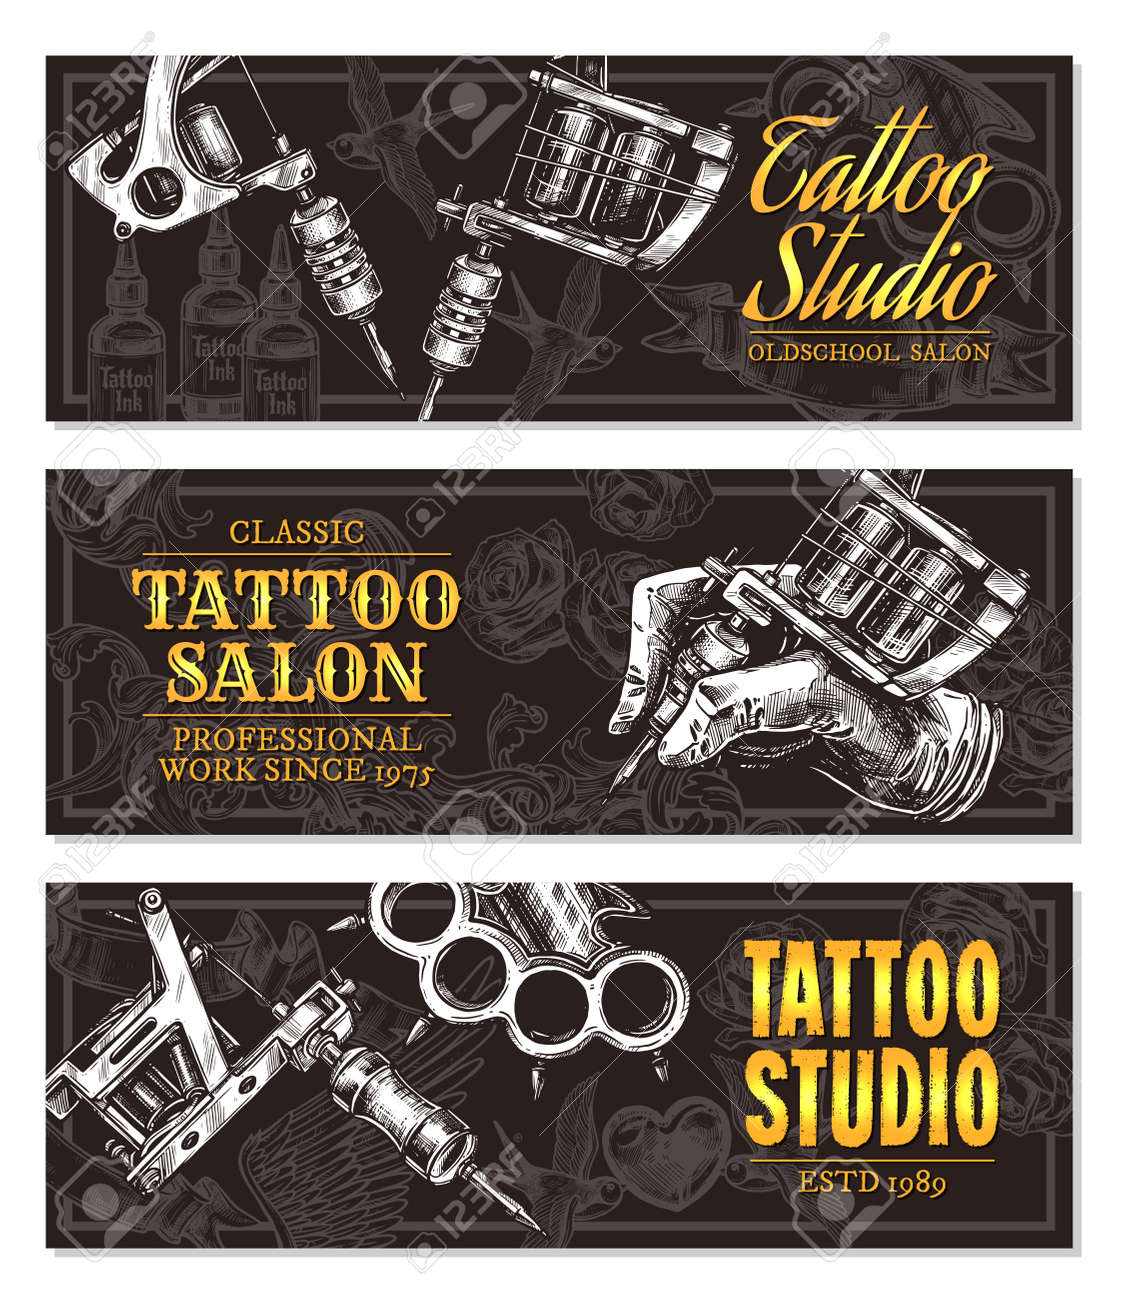 Tattoo
Studio
OLDSCHOOL SALON
Tattoo
Ink
Tattoo
Ink
Tattoo
Ink
CLASSIC
TATTOO
SALON
PROFESSIONAL
WORK SINCE 1975
TATTOO
STUDIO
ESTD 1989
123RF